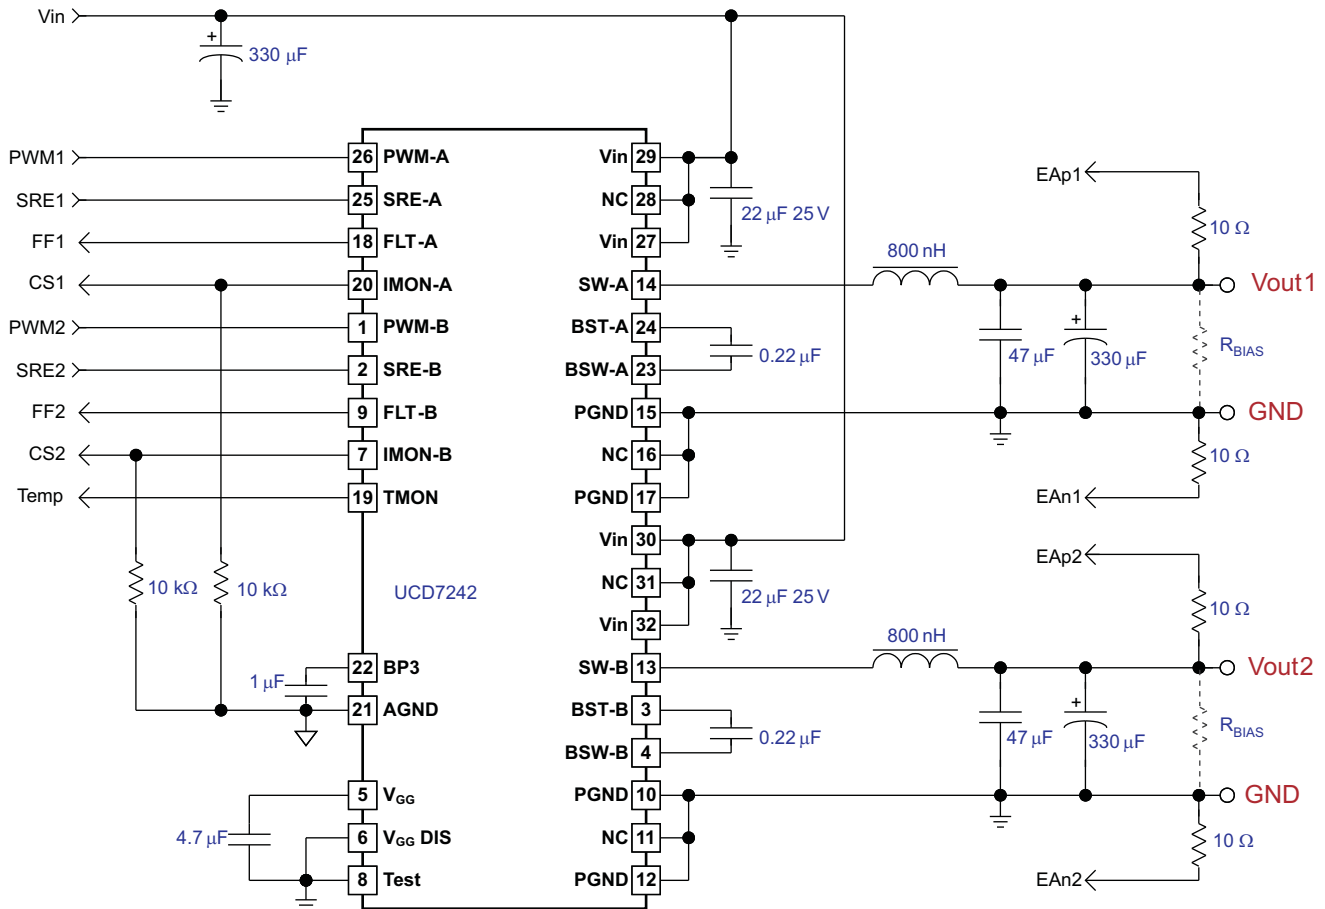 Vin
+
330 µF
PWM1
26 PWM-A
Vin 29
SRE1
25 SRE-A
NC 28
22 µF 25 V
EAp1
10 Ω
FF1
18 FLT-A
Vin 27
800 nH
CS1
20 IMON-A
SW-A 14
Vout1
PWM2
1 PWM-B
BST-A 24
0.22 µF
47 µF
+
330 µF
RBIAS
SRE2
2 SRE-B
BSW-A 23
FF2
9 FLT-B
PGND 15
GND
CS2
7 IMON-B
NC 16
10 Ω
Temp
19 TMON
PGND 17
EAn1
Vin 30
EAp2
10 kΩ
10 kΩ
UCD7242
NC 31
22 µF 25 V
10 Ω
Vin 32
800 nH
22 BP3
SW-B 13
Vout2
1 µF
21 AGND
BST-B 3
0.22 µF
47 µF
+
330 µF
RBIAS
BSW-B 4
5 VGG
PGND 10
GND
4.7 µF
6 VGG DIS
NC 11
10 Ω
8 Test
PGND 12
EAn2